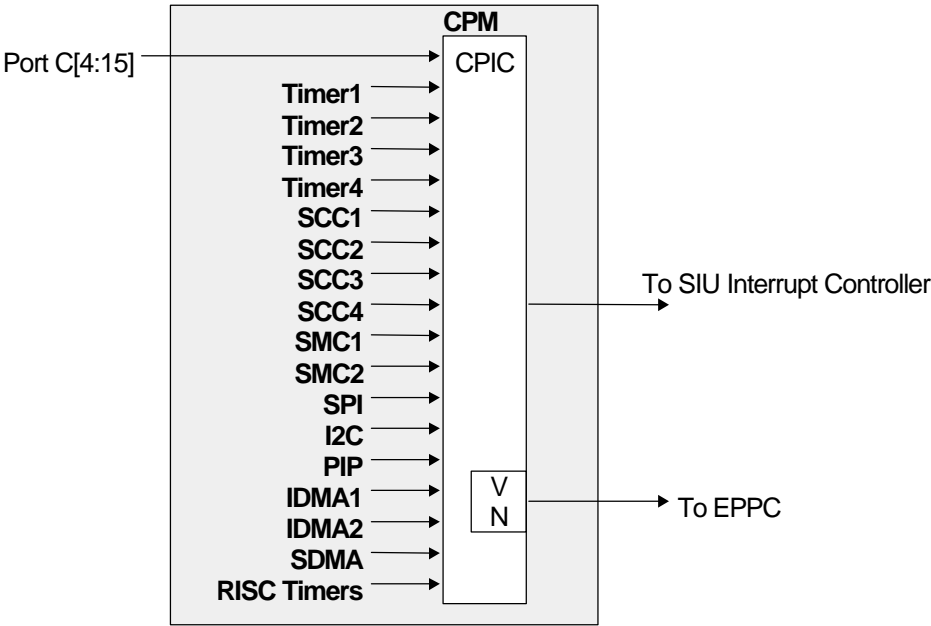 CPM
Port C[4:15]
CPIC
Timer1
Timer2
Timer3
Timer4
SCC1
SCC2
SCC3
SCC4
SMC1
SMC2
SPI
I2C
PIP
IDMA1
IDMA2
SDMA
RISC Timers
V
N
To SIU Interrupt Controller
To EPPC